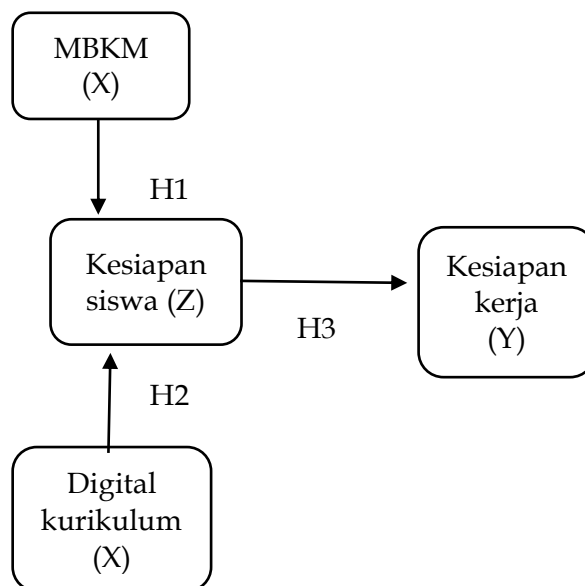 MBKM
(X)
H1
Kesiapan
siswa (Z)
Kesiapan
kerja
(Y)
H3
H2
Digital
kurikulum
(X)